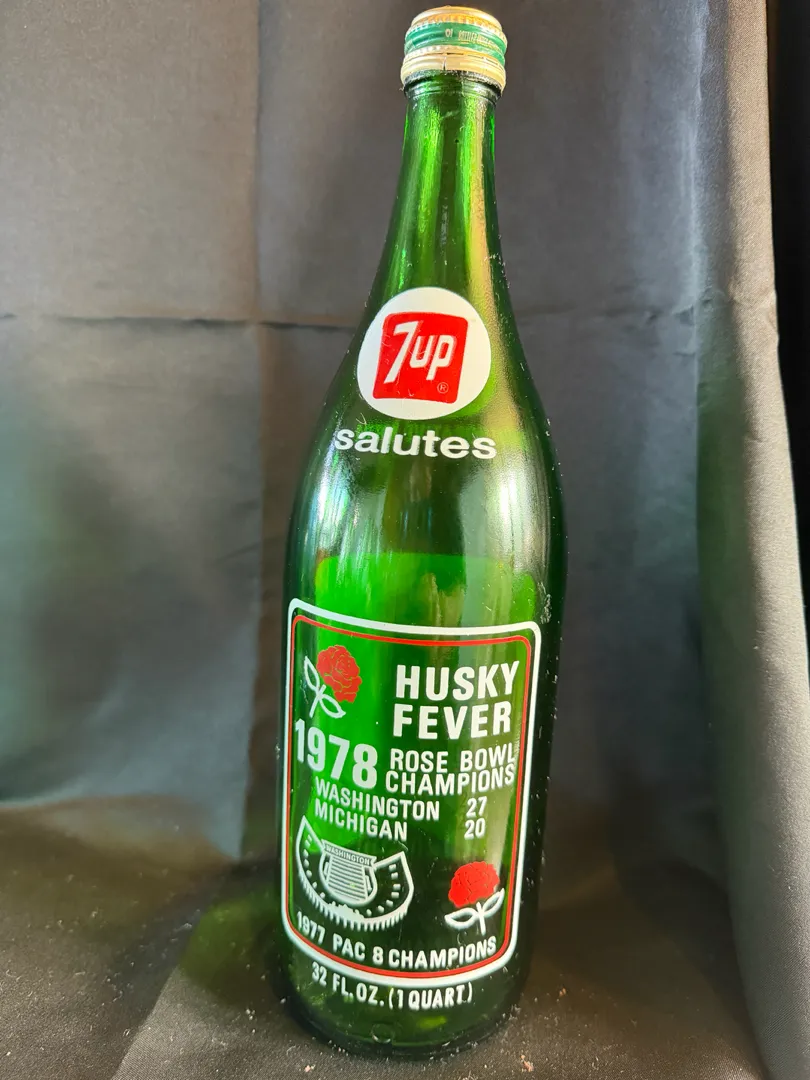 7up
®
salutes
HUSKY
FEVER
1978 ROSE BOWL
CHAMPIONS
WASHINGTON 27
MICHIGAN 20
WASHINGTON
1977 PAC 8 CHAMPIONS
32 FL. OZ. (1 QUART)